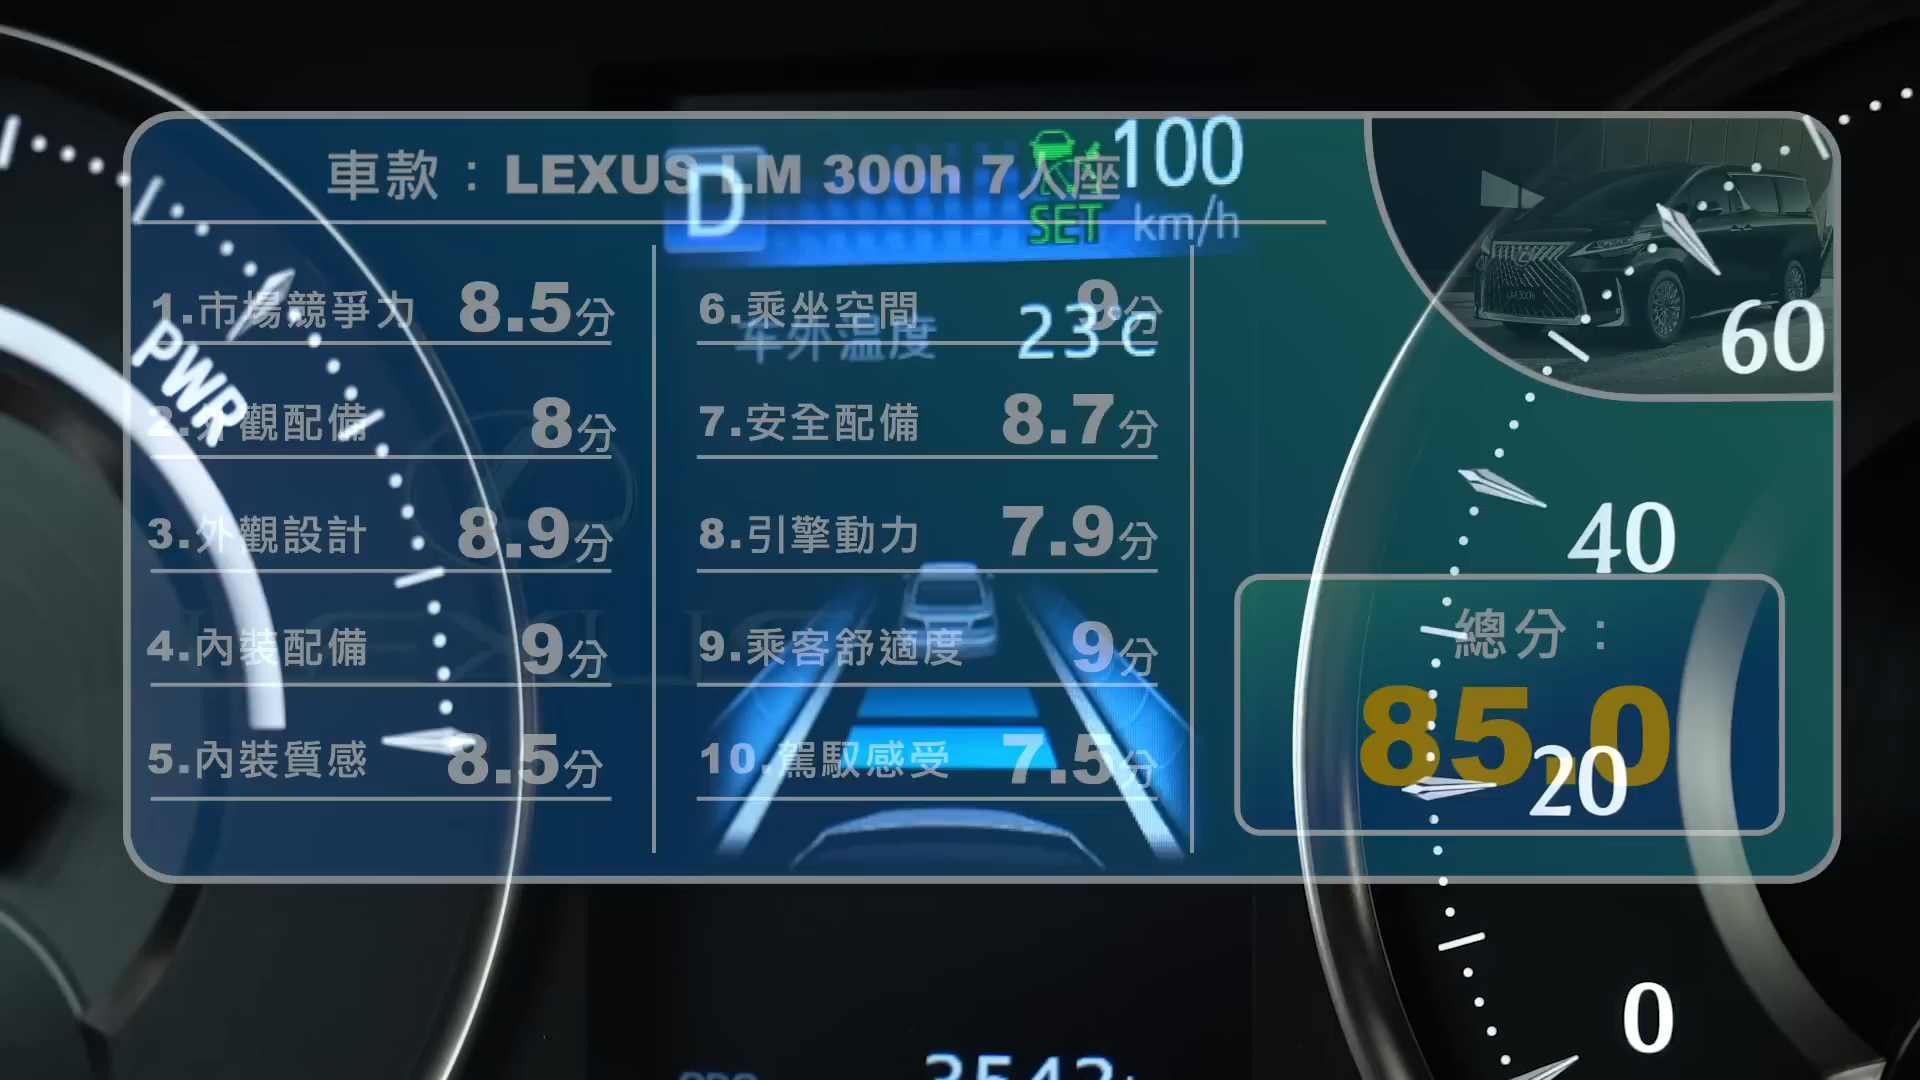 車款：LEXUS LM 300h 7人座
D
100
SET
km/h
1.市場競爭力 8.5分
2.外觀配備 8分
3.外觀設計 8.9分
4.內裝配備 9分
5.內裝質感 8.5分
6.乘坐空間 9分
7.安全配備 8.7分
8.引擎動力 7.9分
9.乘客舒適度 9分
10.駕馭感受 7.5分
车外温度 23°C
PWR
總分：
85.0
60
40
20
0